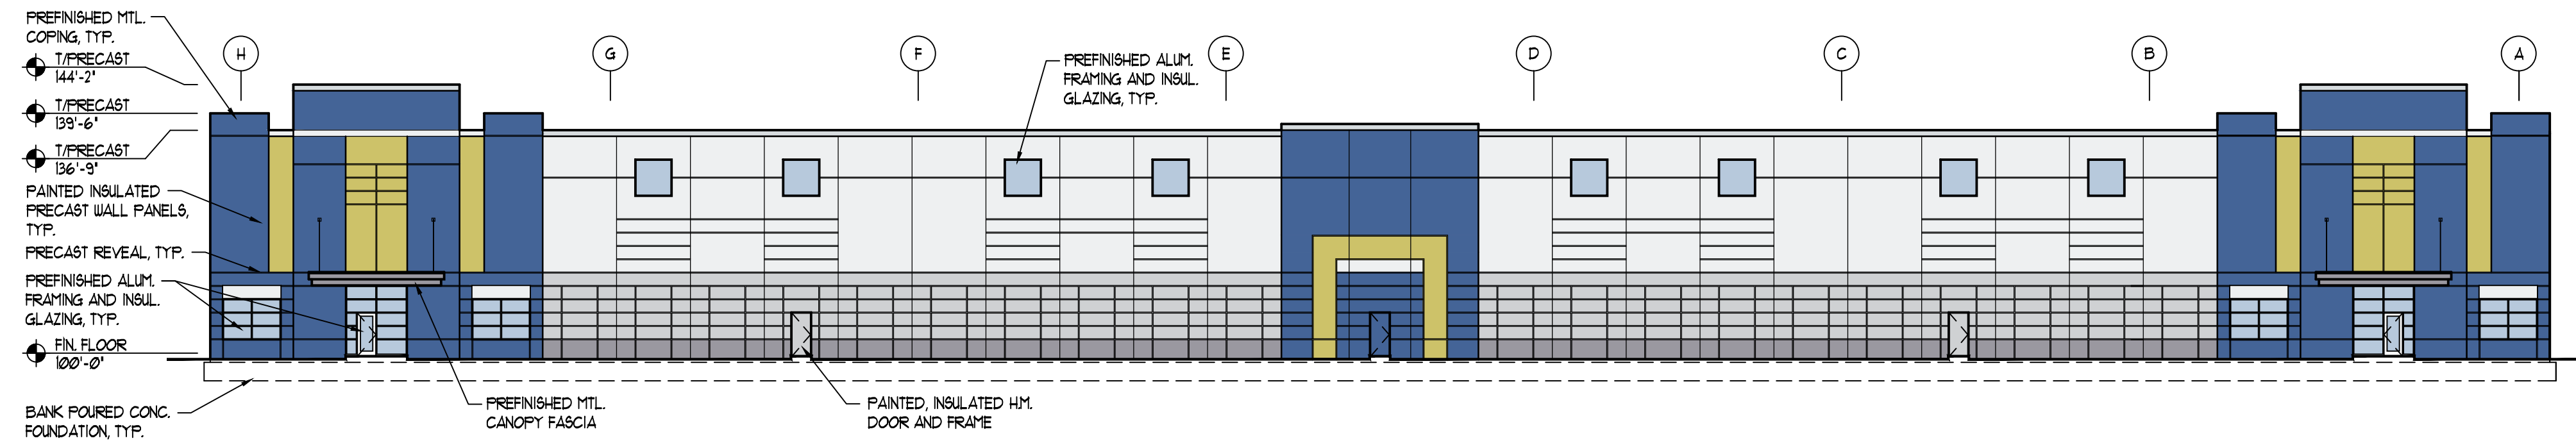 PREFINISHED MTL.
COPING, TYP.
T/PRECAST
144'-2"
T/PRECAST
139'-6"
T/PRECAST
136'-9"
PAINTED INSULATED
PRECAST WALL PANELS,
TYP.
PRECAST REVEAL, TYP.
PREFINISHED ALUM.
FRAMING AND INSUL.
GLAZING, TYP.
FIN. FLOOR
100'-0"
BANK POURED CONC.
FOUNDATION, TYP.
H
G
F
PREFINISHED ALUM.
FRAMING AND INSUL.
GLAZING, TYP.
E
D
C
B
A
PREFINISHED MTL.
CANOPY FASCIA
PAINTED, INSULATED H.M.
DOOR AND FRAME